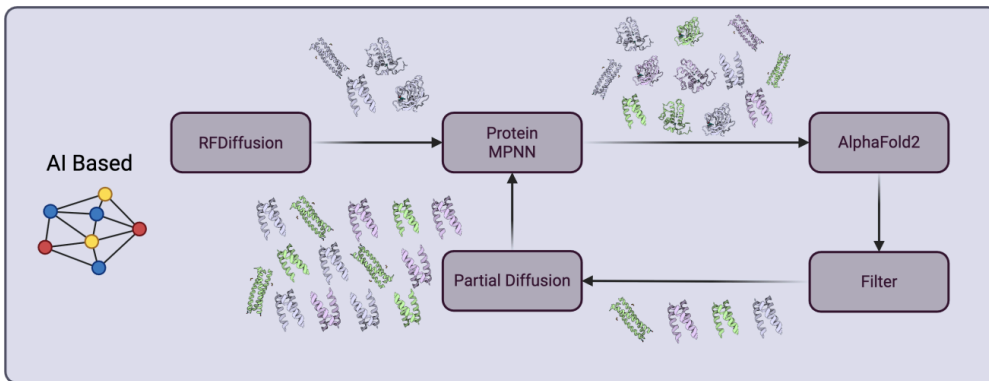 AI Based
RFDiffusion
Protein
MPNN
AlphaFold2
Partial Diffusion
Filter